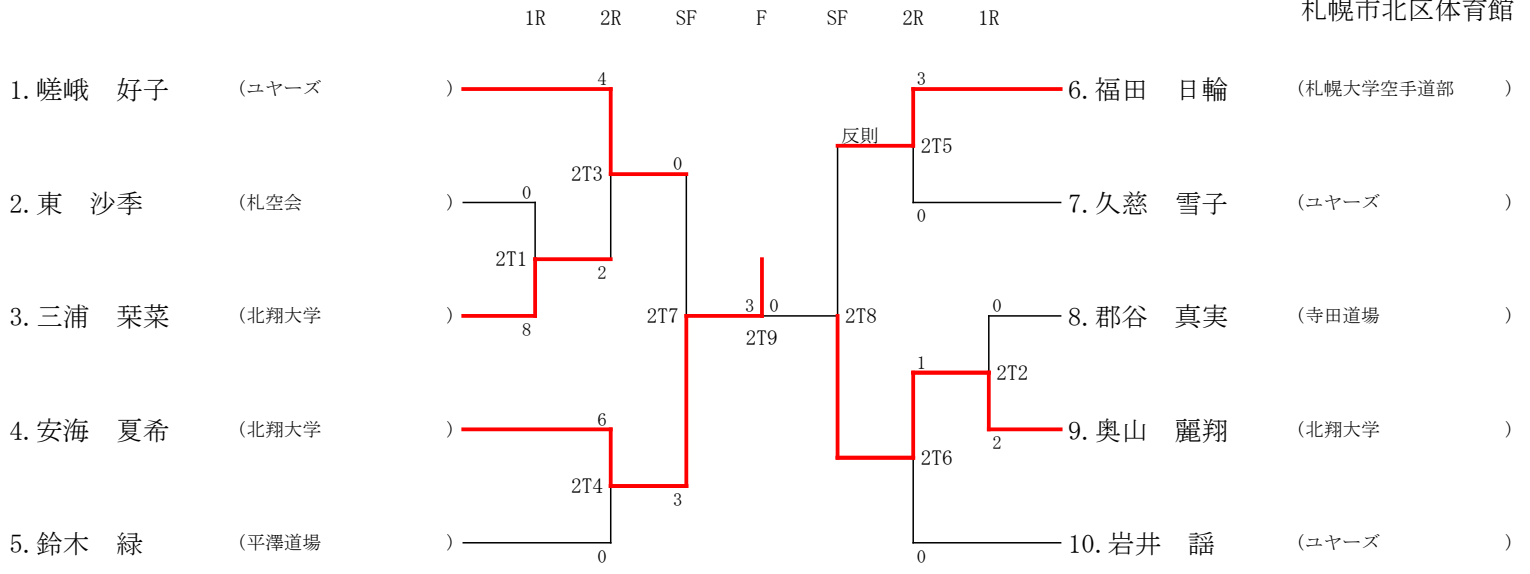 札幌市北区体育館
1R 2R SF F SF 2R 1R
4 3
1. 嵯峨 好子 (ユヤーズ ) 6. 福田 日輪 (札幌大学空手道部 )
反則 2T5
2T3 0
0
2. 東 沙季 (札空会 ) 7. 久慈 雪子 (ユヤーズ )
0
2T1 2
3 0 0
3. 三浦 栞菜 (北翔大学 ) 2T7 2T8 8. 郡谷 真実 (寺田道場 )
8 2T9
1 2T2
6
4. 安海 夏希 (北翔大学 ) 9. 奥山 麗翔 (北翔大学 )
2
2T6
2T4 3
5. 鈴木 緑 (平澤道場 ) 10. 岩井 謡 (ユヤーズ )
0 0